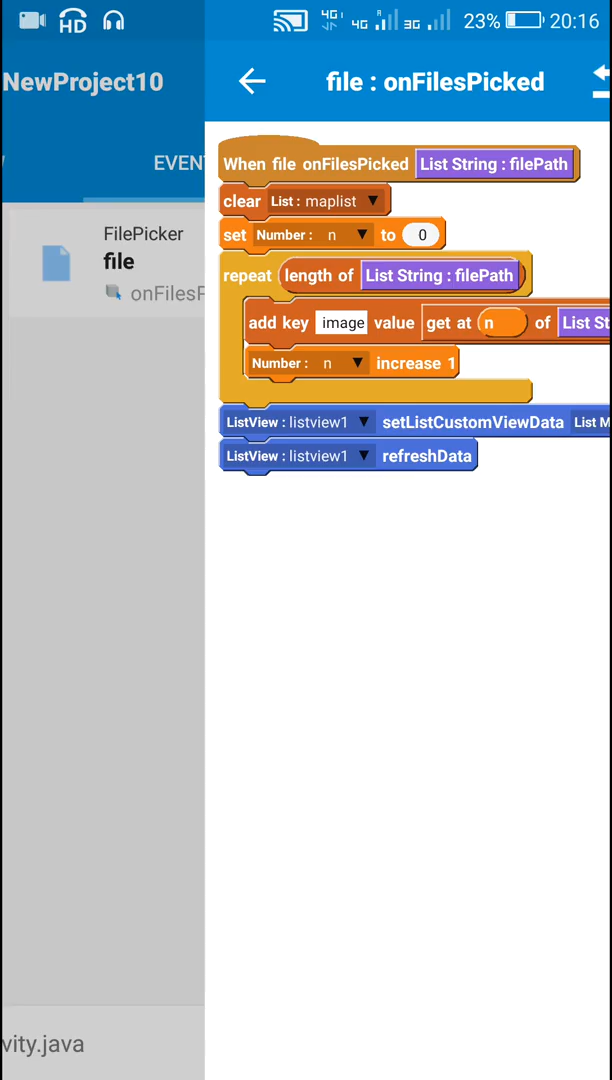 HD 4G 4G R 3G 23% 20:16
NewProject10
file : onFilesPicked
EVEN
FilePicker
file
onFilesP
When file onFilesPicked List String : filePath
clear List : maplist
set Number : n to 0
repeat length of List String : filePath
add key image value get at n of List St
Number : n increase 1
ListView : listview1 setListCustomViewData List M
ListView : listview1 refreshData
vity.java